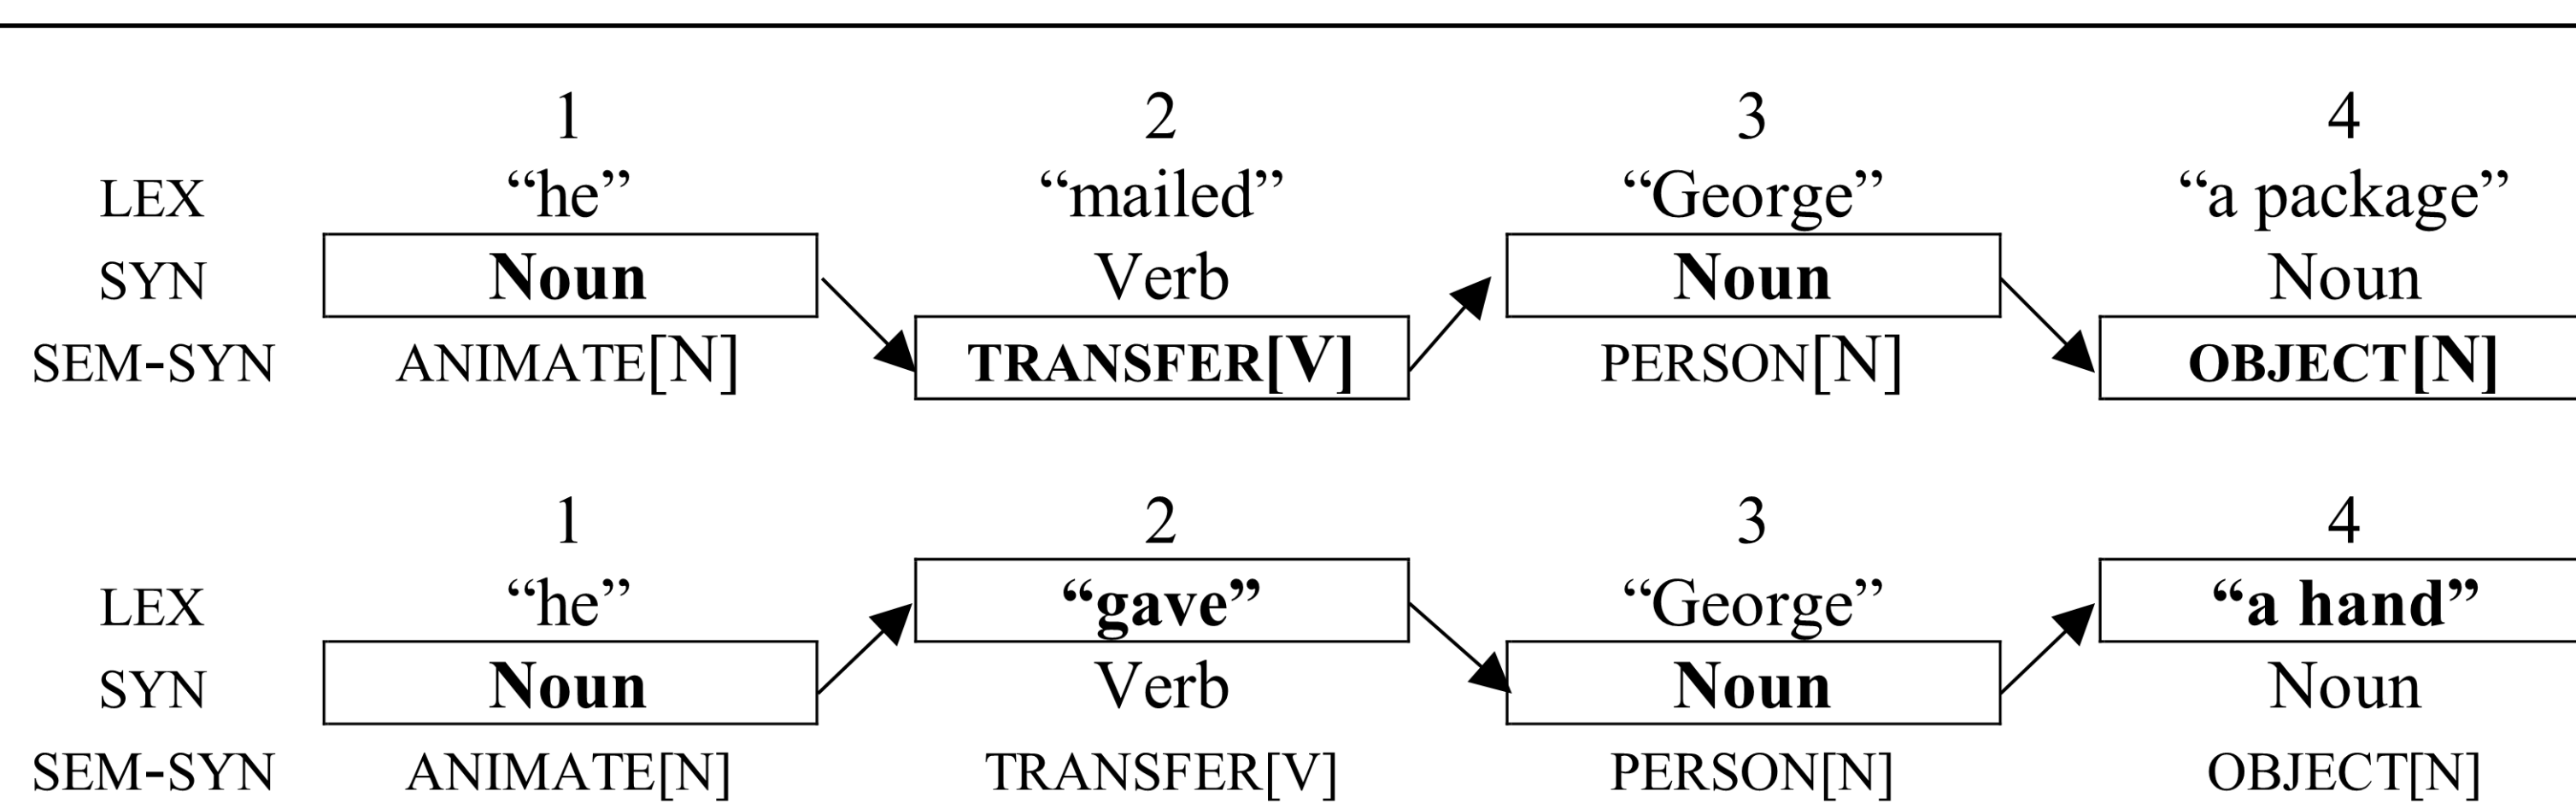 1 2 3 4
LEX “he” “mailed” “George” “a package”
SYN Noun Verb Noun Noun
SEM-SYN ANIMATE[N] TRANSFER[V] PERSON[N] OBJECT[N]
1 2 3 4
LEX “he” “gave” “George” “a hand”
SYN Noun Verb Noun Noun
SEM-SYN ANIMATE[N] TRANSFER[V] PERSON[N] OBJECT[N]